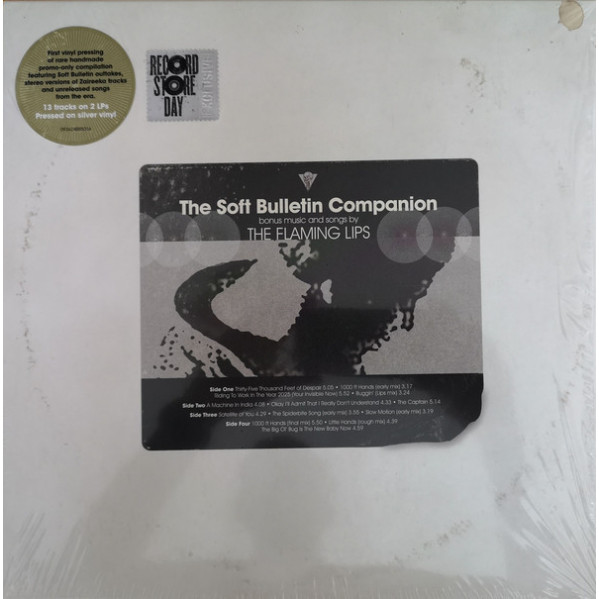 First vinyl pressing
of rare handmade
promo-only compilation
featuring Soft Bulletin outtakes,
stereo versions of Zaireeka tracks
and unreleased songs
from the era.
13 tracks on 2 LPs
Pressed on silver vinyl
RECORD
STORE
DAY
The Soft Bulletin Companion
bonus music and songs by
THE FLAMING LIPS
Side One Thirty-Five Thousand Feet of Despair 5.05 • 1000 ft Hands (early mix) 3.17
Riding To Work In The Year 2025 (Your Invisible Now) 5.52 • Buggin' (Lips mix) 3.24
Side Two A Machine in India 4.08 • Okay I'll Admit That I Really Don't Understand 4.33 • The Captain 5.14
Side Three Satellite of You 4.29 • The Spiderbite Song (early mix) 5.55 • Slow Motion (early mix) 3.19
Side Four 1000 ft Hands (final mix) 5.50 • Little Hands (rough mix) 4.39
The Big Ol' Bug Is The New Baby Now 4.59